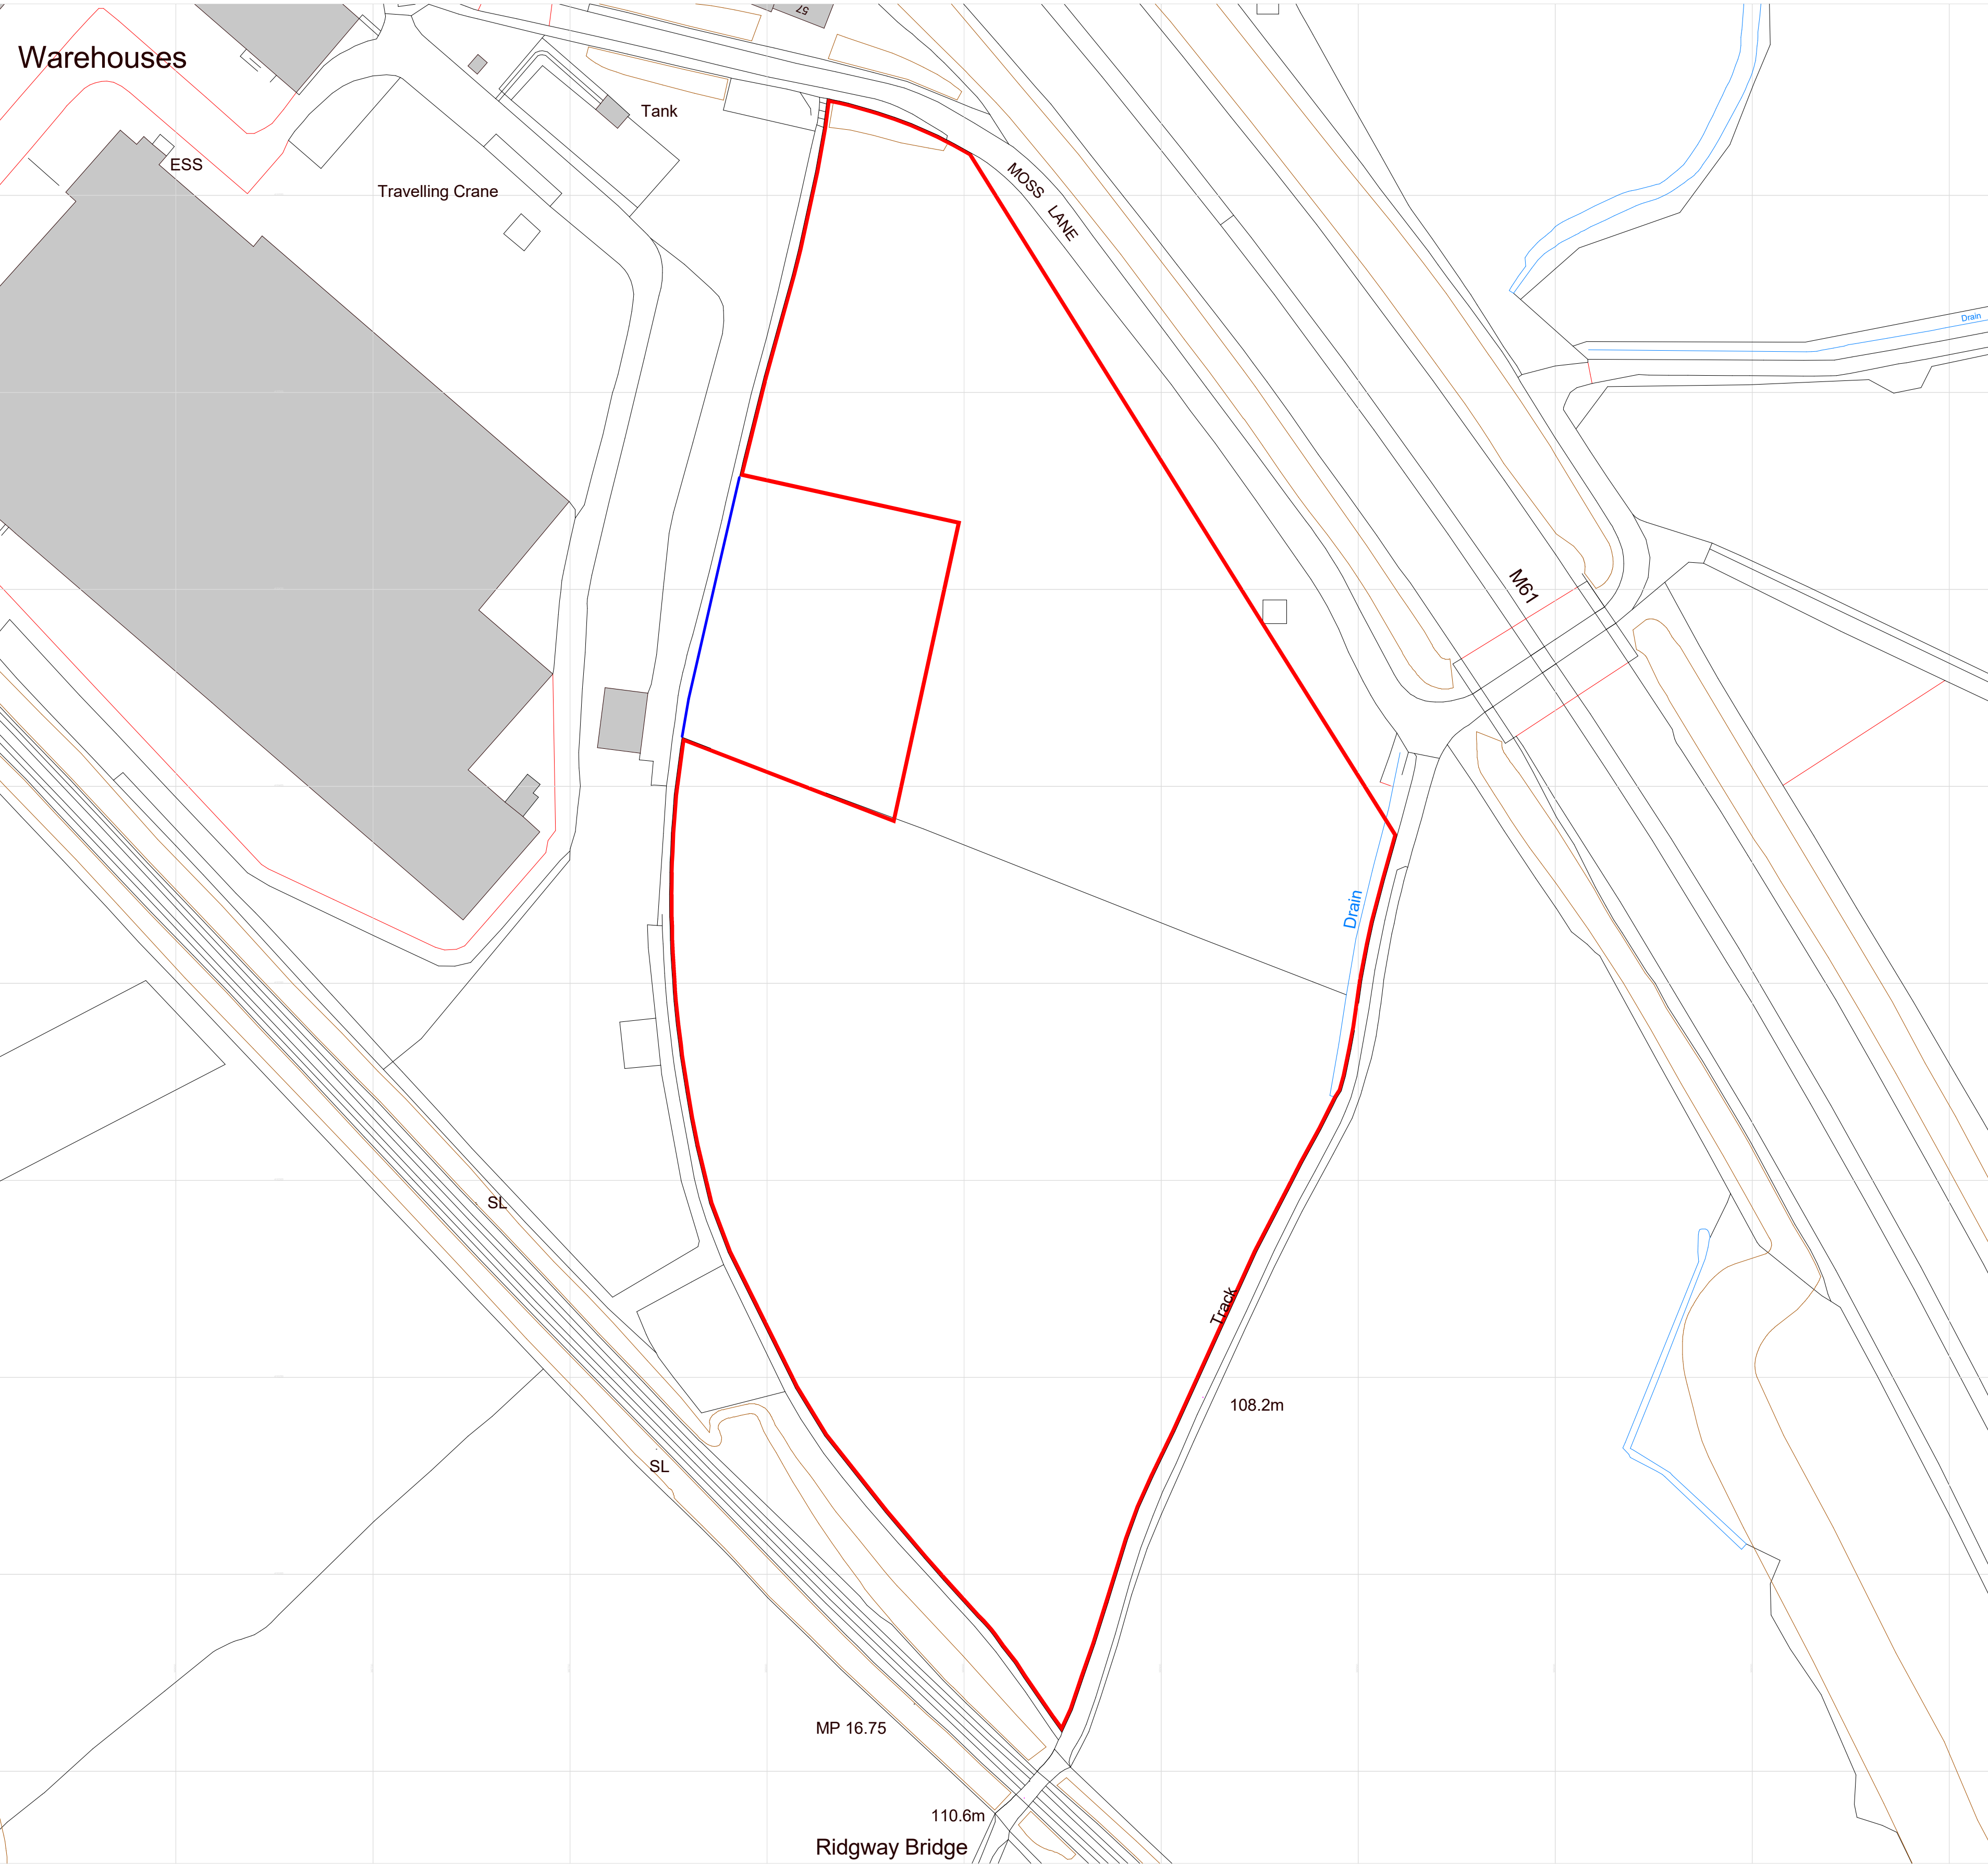 57
Warehouses
Tank
ESS
Travelling Crane
MOSS LANE
Drain
M61
Drain
SL
Track
108.2m
SL
MP 16.75
110.6m
Ridgway Bridge